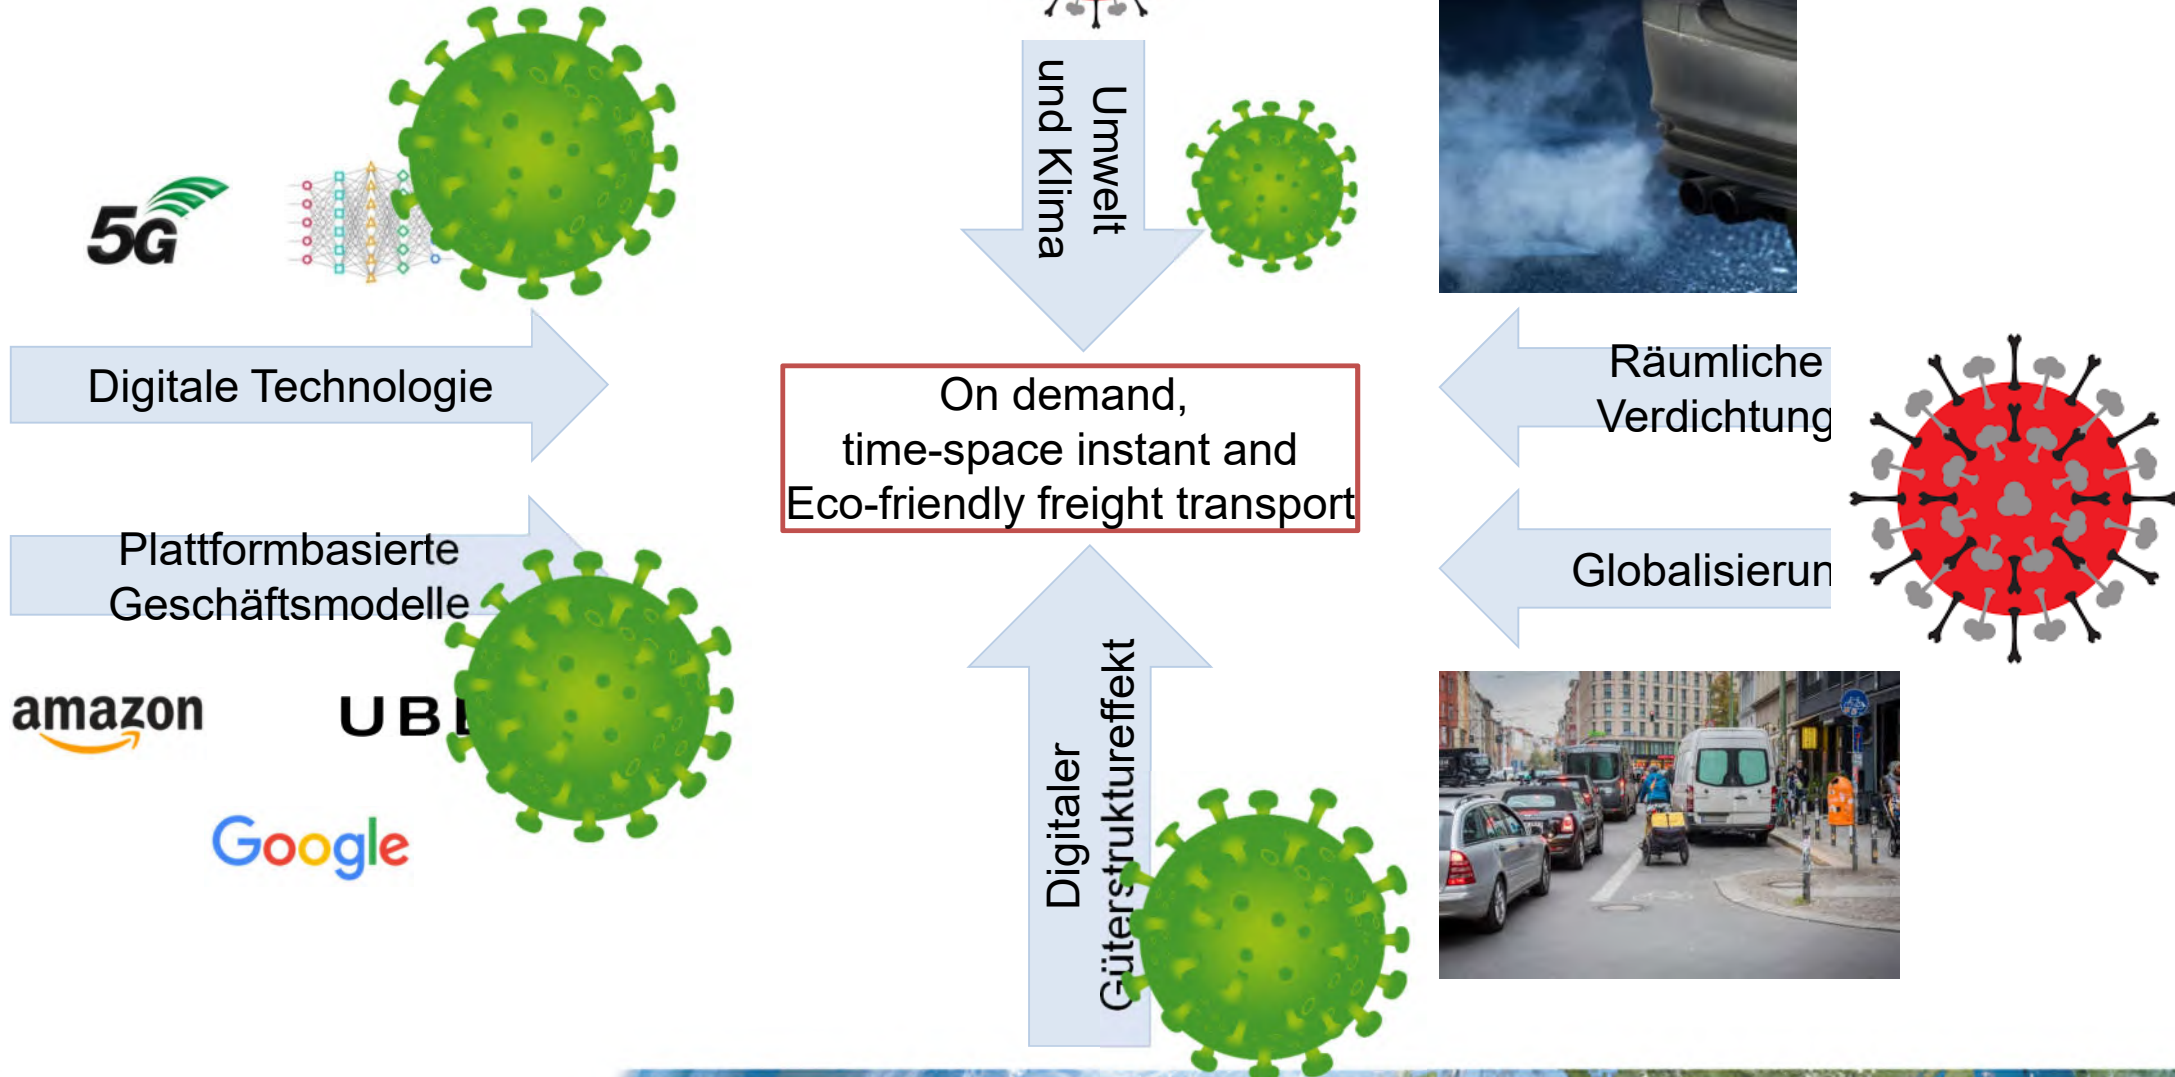 Umwelt
und Klima
5G
Digitale Technologie
On demand,
time-space instant and
Eco-friendly freight transport
Räumliche
Verdichtung
Plattformbasierte
Geschäftsmodelle
Globalisierun
amazon
UB
Google
Digitaler
Güterstruktureffekt